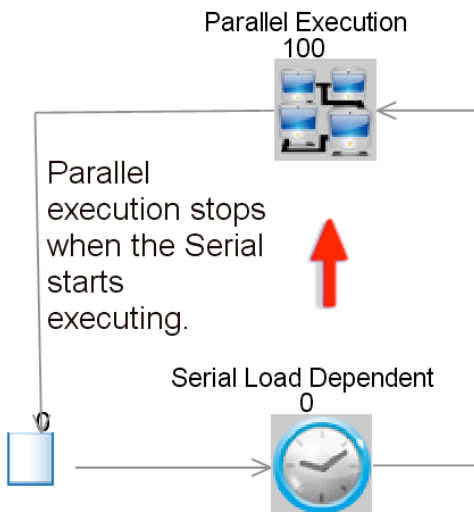 Parallel Execution
100
Parallel
execution stops
when the Serial
starts
executing.
Serial Load Dependent
0
0